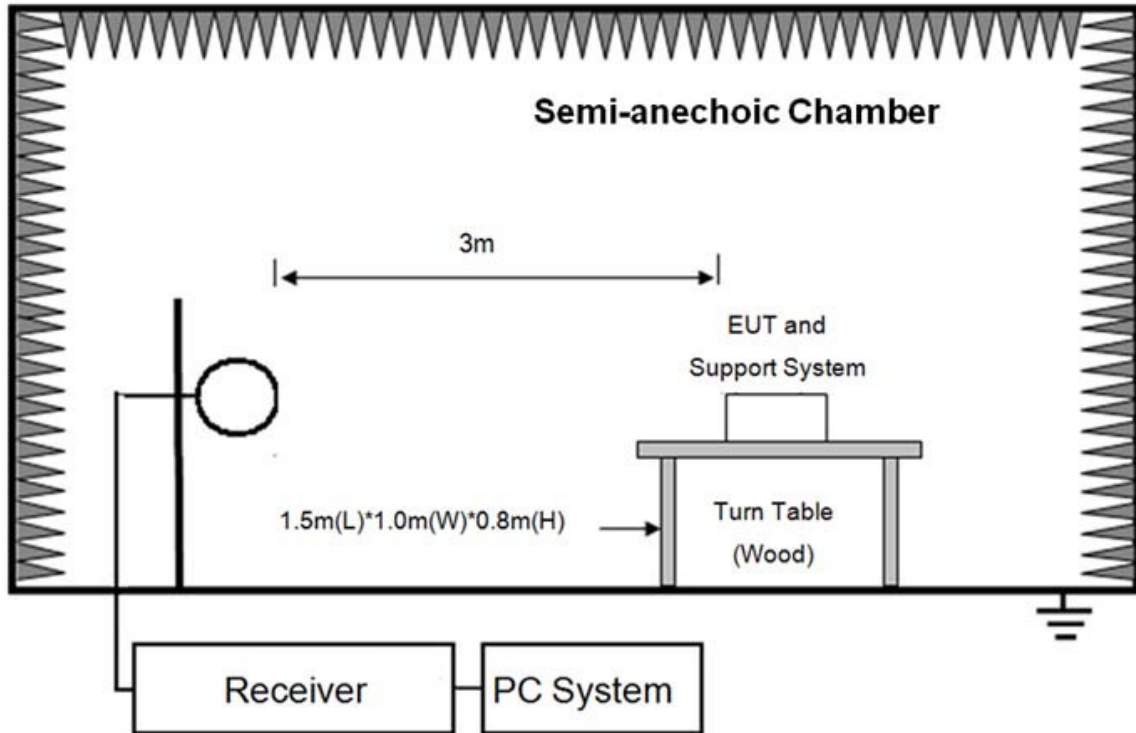 Semi-anechoic Chamber
3m
EUT and
Support System
1.5m(L)*1.0m(W)*0.8m(H)
Turn Table
(Wood)
Receiver
PC System